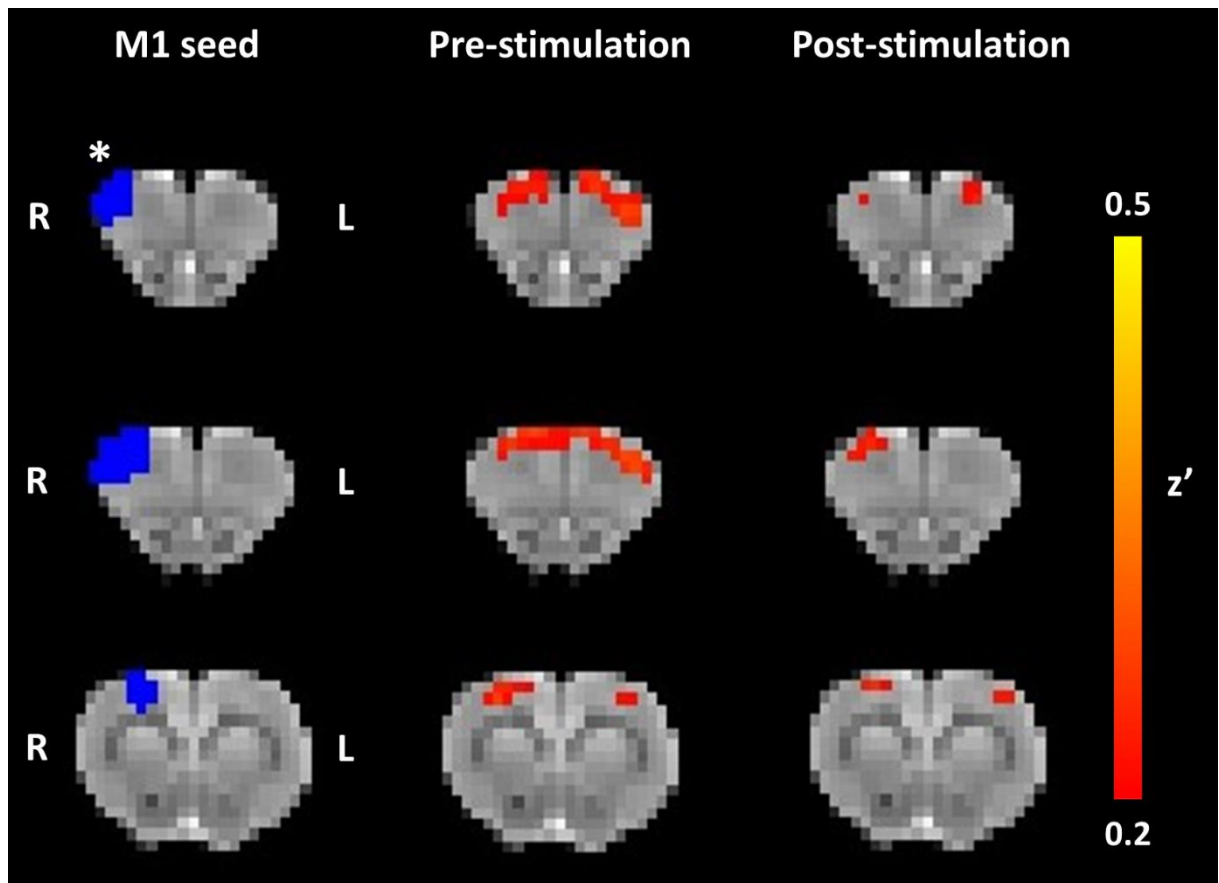 M1 seed Pre-stimulation Post-stimulation
*
R L
0.5
R L
z’
R L
0.2